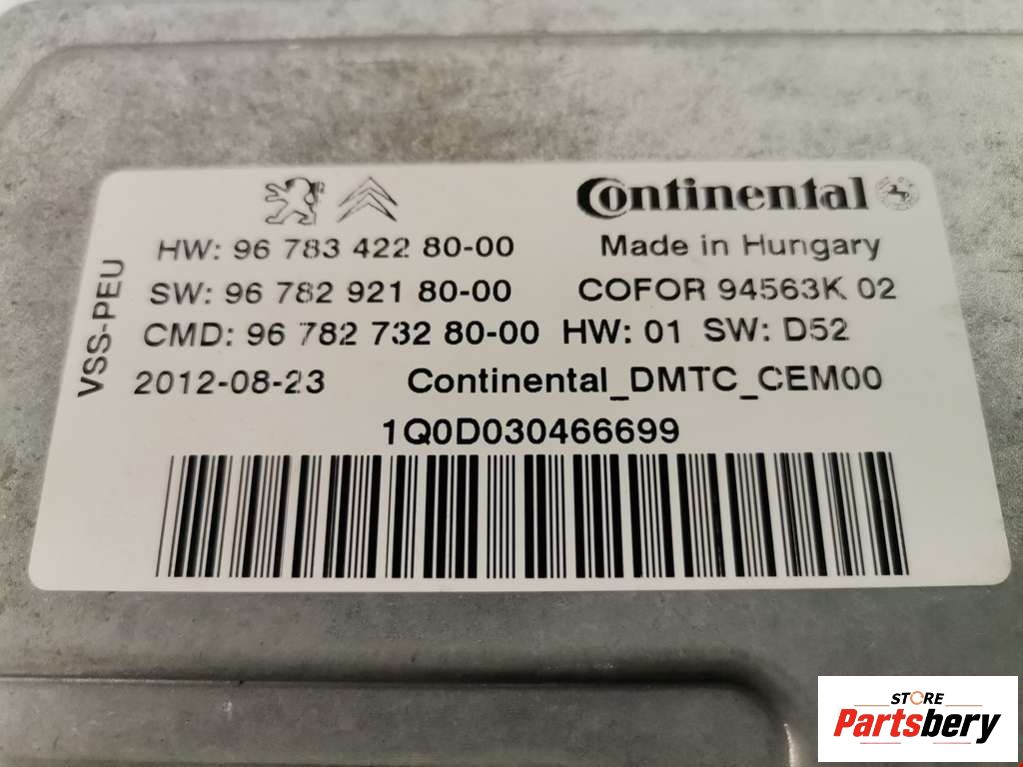 Continental
HW: 96 783 422 80-00 Made in Hungary
SW: 96 782 921 80-00 COFOR 94563K 02
CMD: 96 782 732 80-00 HW: 01 SW: D52
VSS-PEU
2012-08-23 Continental_DMTC_CEM00
1Q0D030466699
STORE
Partsbery